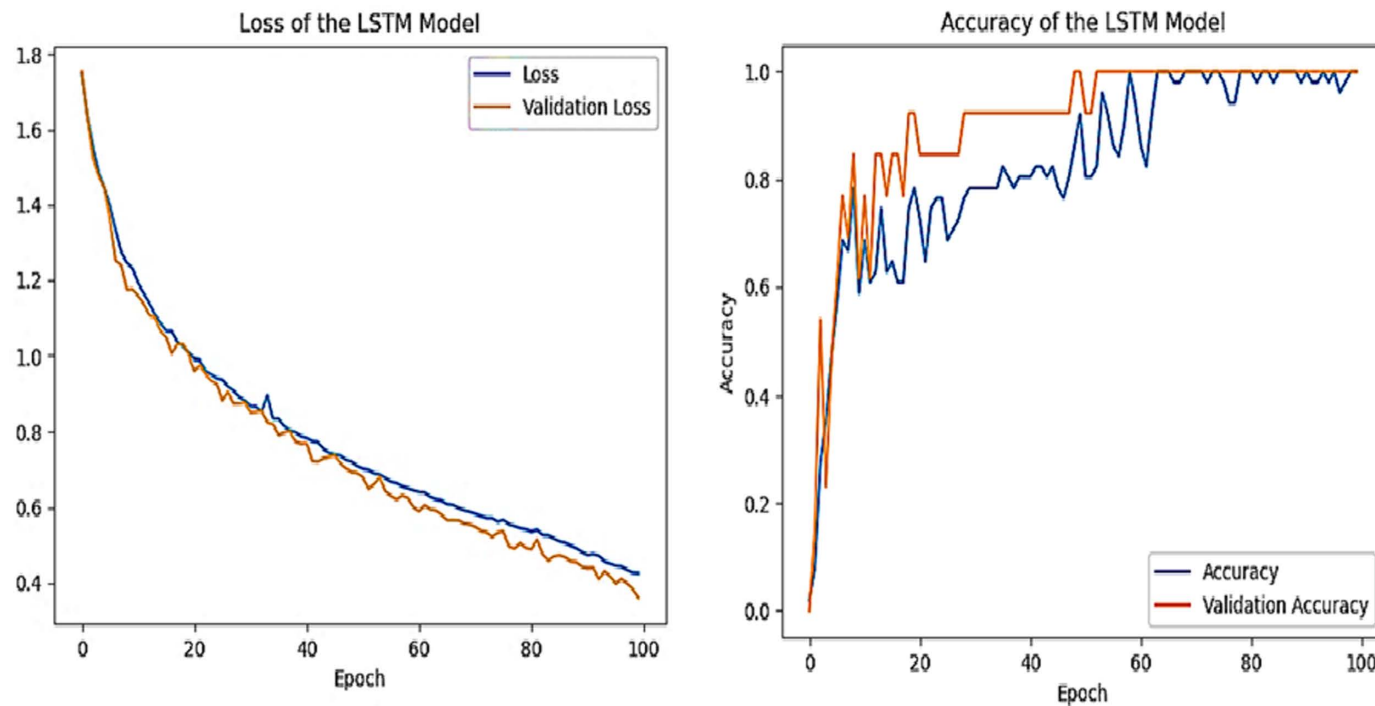 Loss of the LSTM Model
1.8
1.6
1.4
1.2
1.0
0.8
0.6
0.4
Loss
Validation Loss
0 20 40 60 80 100
Epoch
Accuracy of the LSTM Model
Accuracy
1.0
0.8
0.6
0.4
0.2
0.0
Accuracy
Validation Accuracy
0 20 40 60 80 100
Epoch